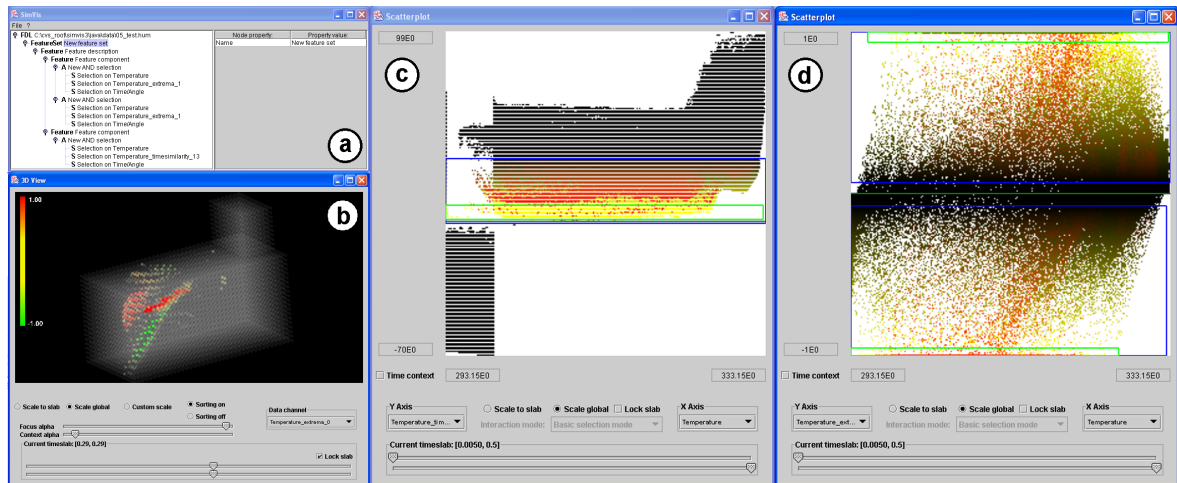 SimVis
File ?
FDL C:\cvs_root\simvis3\java\data\05_test.hum
FeatureSet New feature set
Feature Feature description
Feature Feature component
A New AND selection
S Selection on Temperature
S Selection on Temperature_extrema_1
S Selection on Time/Angle
A New AND selection
S Selection on Temperature
S Selection on Temperature_extrema_1
S Selection on Time/Angle
Feature Feature component
A New AND selection
S Selection on Temperature
S Selection on Temperature_timesimilarity_13
S Selection on Time/Angle
Node property: Property value:
Name New feature set
a
3D View
1.00
-1.00
b
Scale to slab Scale global Custom scale Sorting on
Sorting off
Data channel
Temperature_extrema_0
Focus alpha
Context alpha
Current timeslab: [0.29, 0.29]
Lock slab
Scatterplot
99E0
c
-70E0
Time context 293.15E0 333.15E0
Y Axis
Temperature_tim...
Scale to slab Scale global Lock slab
Interaction mode: Basic selection mode
X Axis
Temperature
Current timeslab: [0.0050, 0.5]
Scatterplot
1E0
d
-1E0
Time context 293.15E0 333.15E0
Y Axis
Temperature_ext...
Scale to slab Scale global Lock slab
Interaction mode: Basic selection mode
X Axis
Temperature
Current timeslab: [0.0050, 0.5]